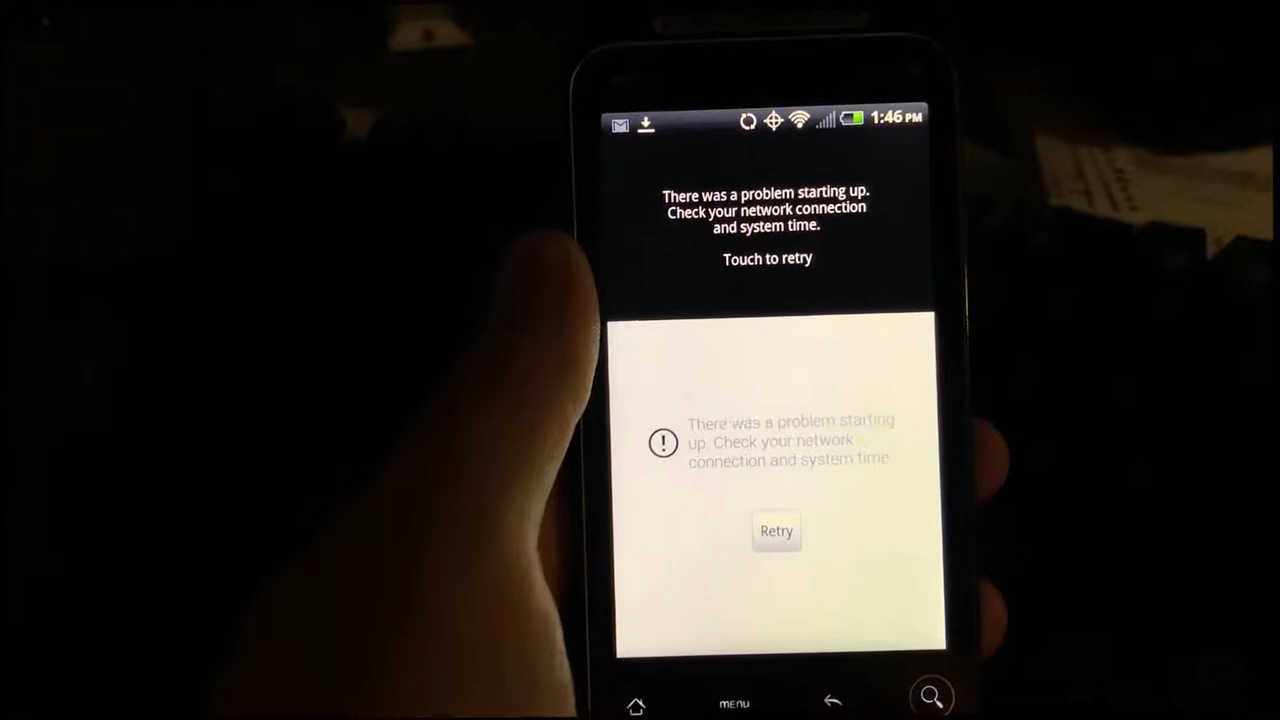 1:46 PM
There was a problem starting up.
Check your network connection
and system time.
Touch to retry
There was a problem starting
up. Check your network
connection and system time.
Retry
menu